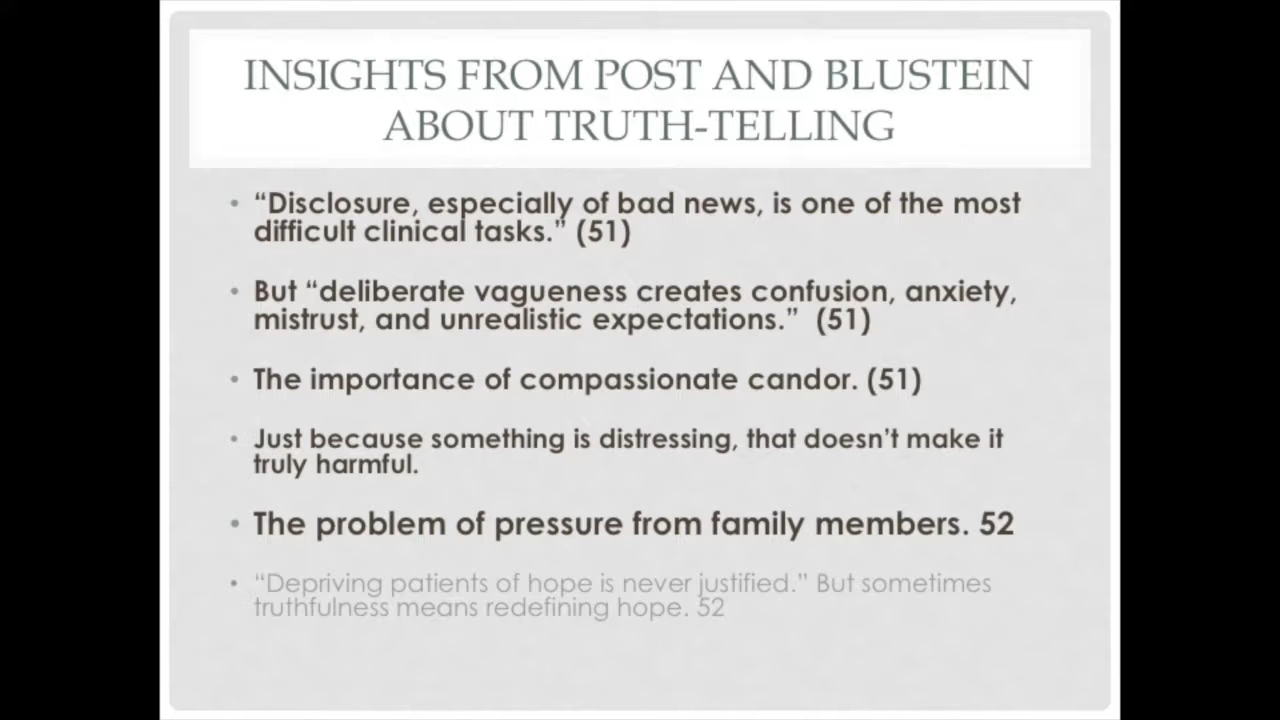 INSIGHTS FROM POST AND BLUSTEIN
ABOUT TRUTH-TELLING
• “Disclosure, especially of bad news, is one of the most
difficult clinical tasks.” (51)
• But “deliberate vagueness creates confusion, anxiety,
mistrust, and unrealistic expectations.”  (51)
• The importance of compassionate candor. (51)
• Just because something is distressing, that doesn’t make it
truly harmful.
• The problem of pressure from family members. 52
• “Depriving patients of hope is never justified.” But sometimes
truthfulness means redefining hope. 52